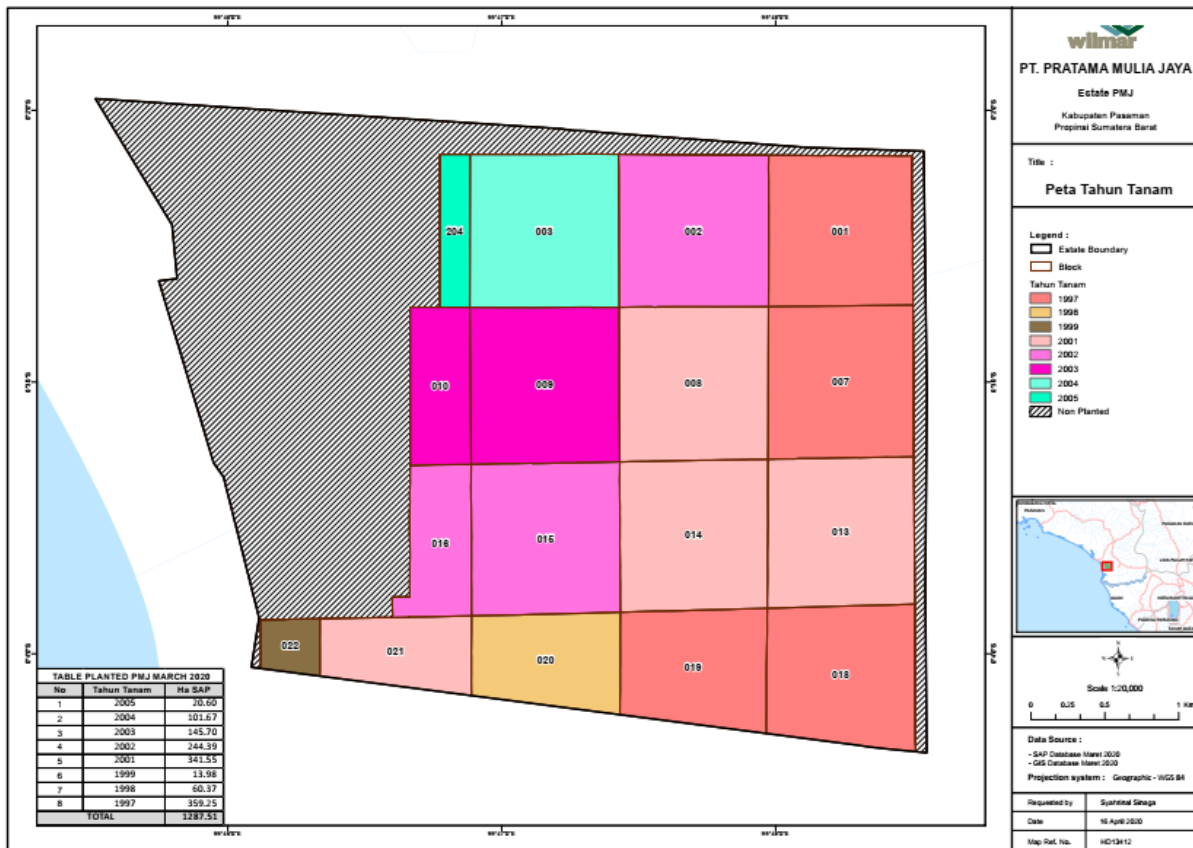 wilmar
PT. PRATAMA MULIA JAYA
Estate PMJ
Kabupaten Pasaman
Propinsi Sumatera Barat
Title :
Peta Tahun Tanam
Legend :
Estate Boundary
Block
Tahun Tanam
1997
1998
1999
2001
2002
2003
2004
2005
Non Planted
204
003
002
001
010
009
008
007
016
015
014
013
022
021
020
019
018
TABLE PLANTED PMJ MARCH 2020
No Tahun Tanam Ha SAP
1 2005 20.60
2 2004 101.67
3 2003 145.70
4 2002 244.39
5 2001 341.55
6 1999 13.98
7 1998 60.37
8 1997 359.25
TOTAL 1287.51
Scale 1:20,000
0 0.25 0.5 1 Km
Data Source :
- SAP Database Maret 2020
- GIS Database Maret 2020
Projection system : Geographic - WGS 84
Requested by Syahrinal Sinaga
Date 16 April 2020
Map Ref. No. HO13412